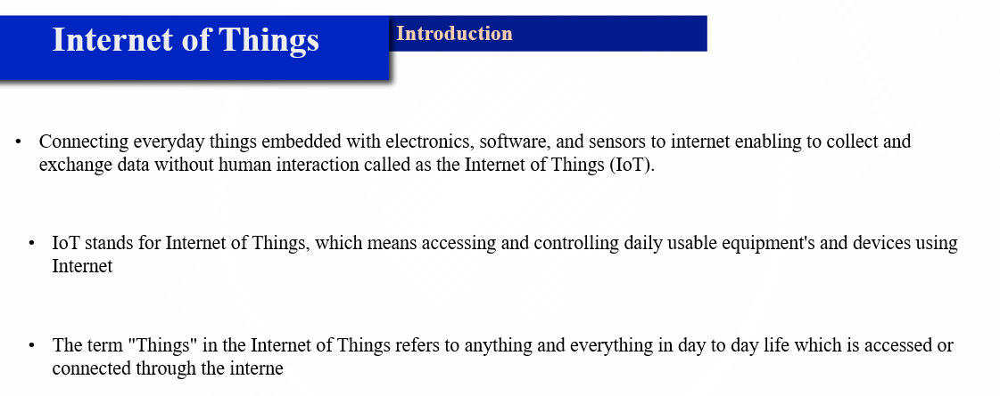 Internet of Things
Introduction
• Connecting everyday things embedded with electronics, software, and sensors to internet enabling to collect and
exchange data without human interaction called as the Internet of Things (IoT).
• IoT stands for Internet of Things, which means accessing and controlling daily usable equipment's and devices using
Internet
• The term "Things" in the Internet of Things refers to anything and everything in day to day life which is accessed or
connected through the interne